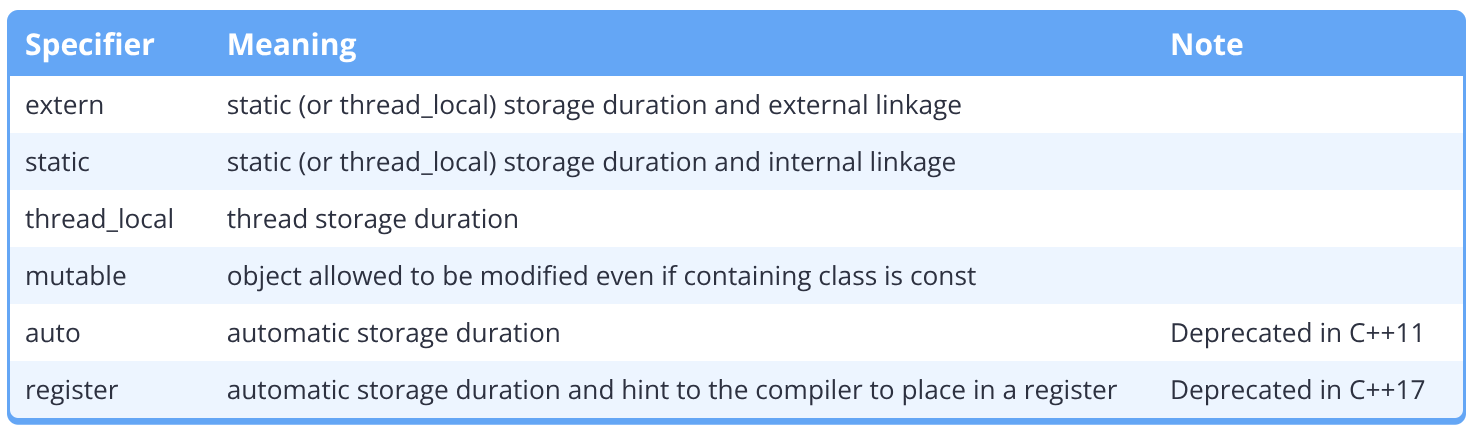 Specifier Meaning Note
extern static (or thread_local) storage duration and external linkage
static static (or thread_local) storage duration and internal linkage
thread_local thread storage duration
mutable object allowed to be modified even if containing class is const
auto automatic storage duration Deprecated in C++11
register automatic storage duration and hint to the compiler to place in a register Deprecated in C++17